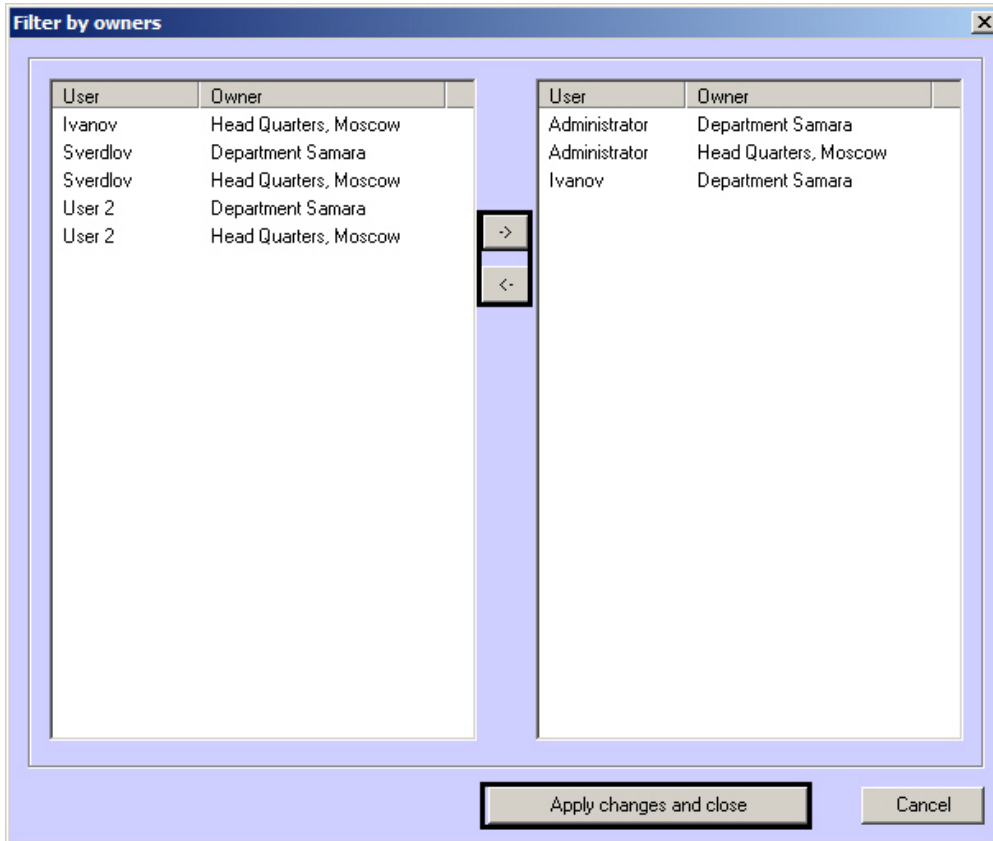 Filter by owners
User Owner
Ivanov Head Quarters, Moscow
Sverdlov Department Samara
Sverdlov Head Quarters, Moscow
User 2 Department Samara
User 2 Head Quarters, Moscow
->
<-
User Owner
Administrator Department Samara
Administrator Head Quarters, Moscow
Ivanov Department Samara
Apply changes and close
Cancel